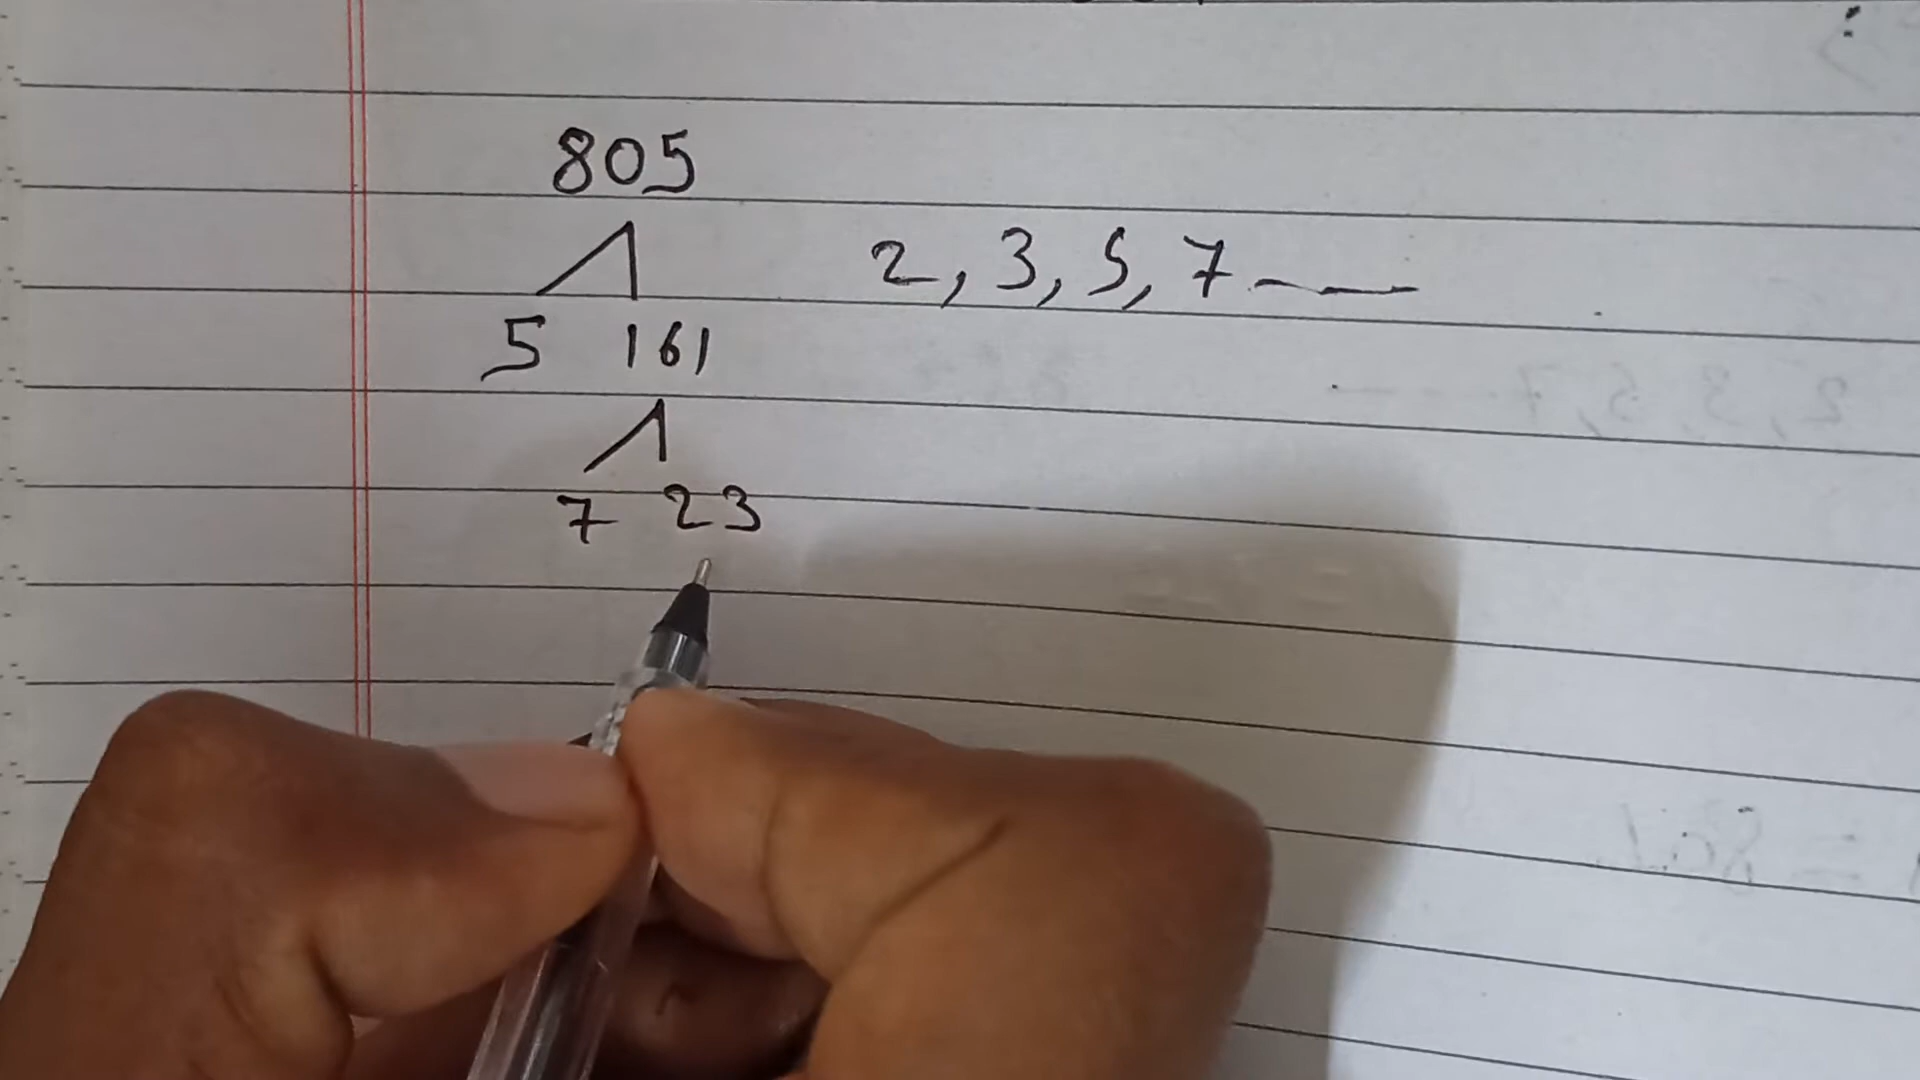 805
2, 3, 5, 7 ——
5 161
7 23